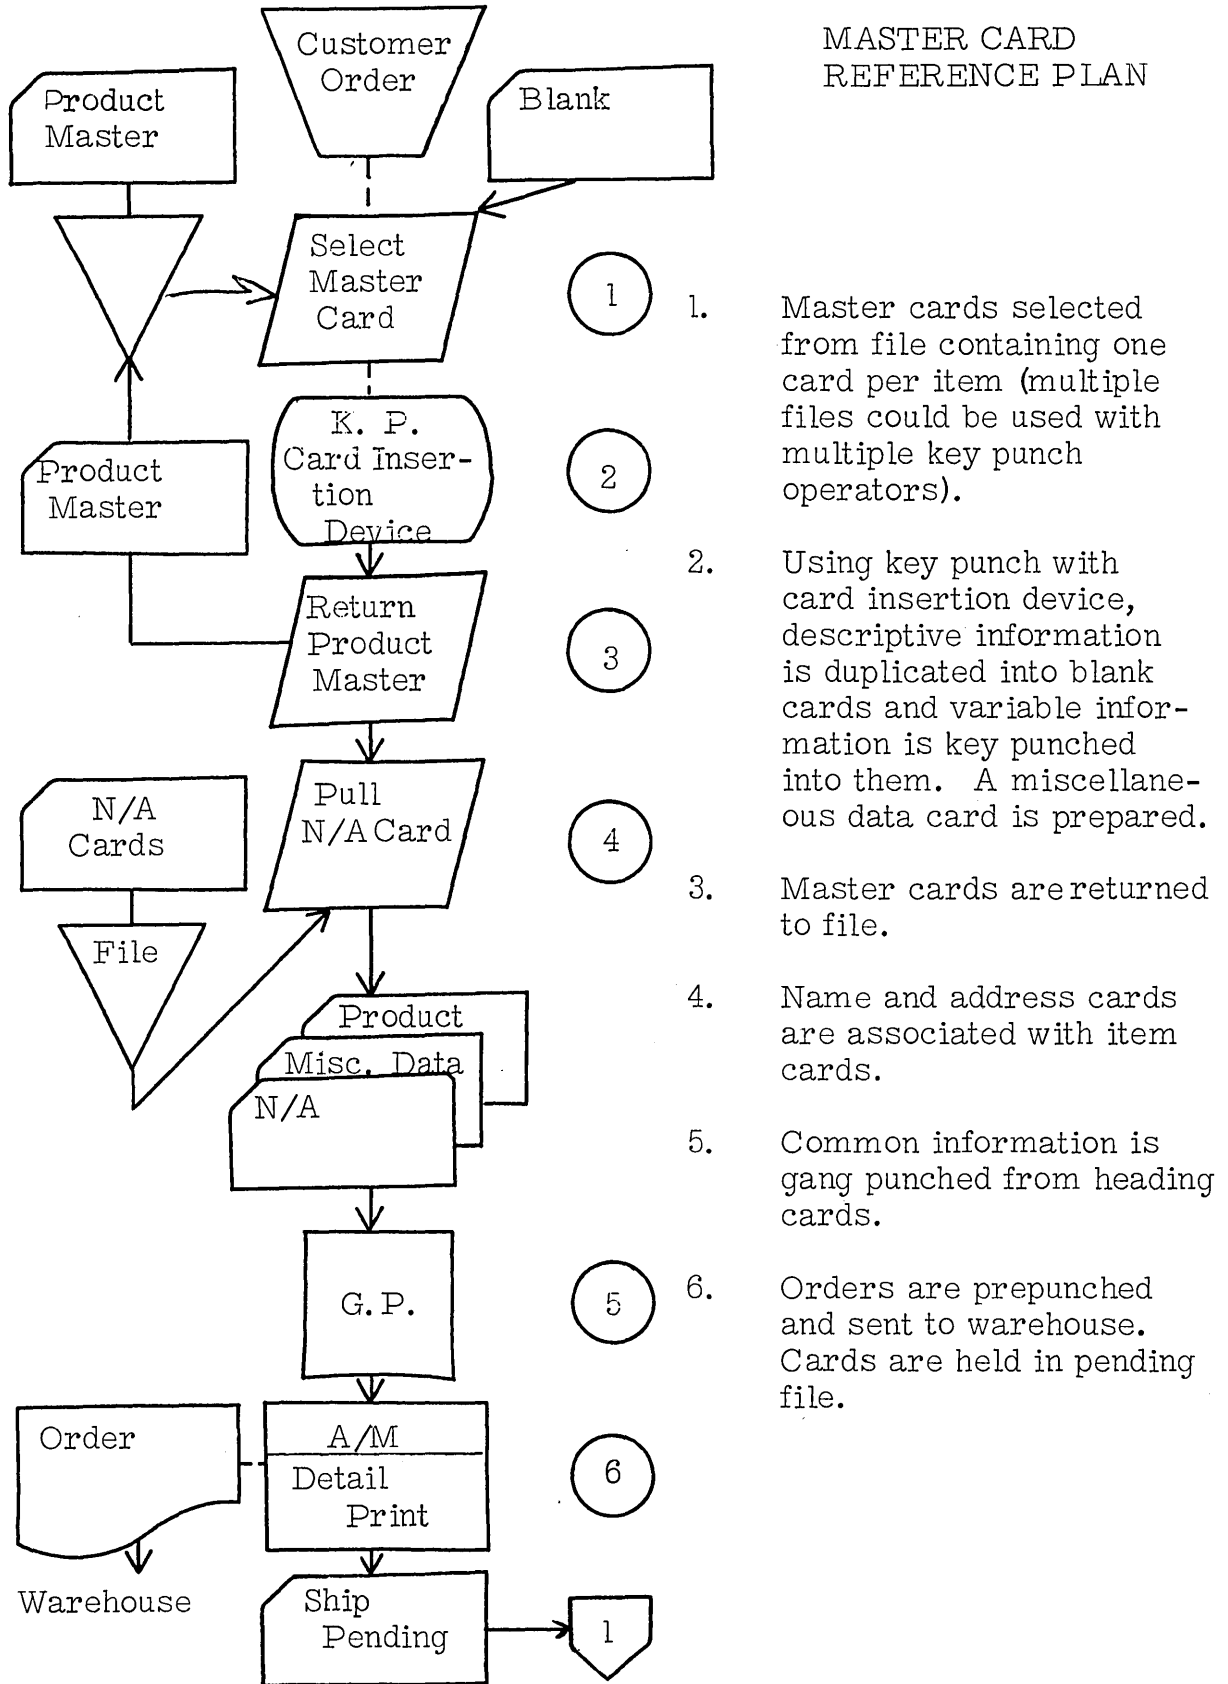 MASTER CARD
REFERENCE PLAN
Customer
Order
Product
Master
Blank
Select
Master
Card
1
K. P.
Card Inser-
tion
Device
2
Product
Master
Return
Product
Master
3
N/A
Cards
Pull
N/A Card
4
File
Product
Misc. Data
N/A
G.P.
5
Order
A/M
Detail
Print
6
Warehouse
Ship
Pending
1
1. Master cards selected
from file containing one
card per item (multiple
files could be used with
multiple key punch
operators).
2. Using key punch with
card insertion device,
descriptive information
is duplicated into blank
cards and variable infor-
mation is key punched
into them. A miscellane-
ous data card is prepared.
3. Master cards are returned
to file.
4. Name and address cards
are associated with item
cards.
5. Common information is
gang punched from heading
cards.
6. Orders are prepunched
and sent to warehouse.
Cards are held in pending
file.